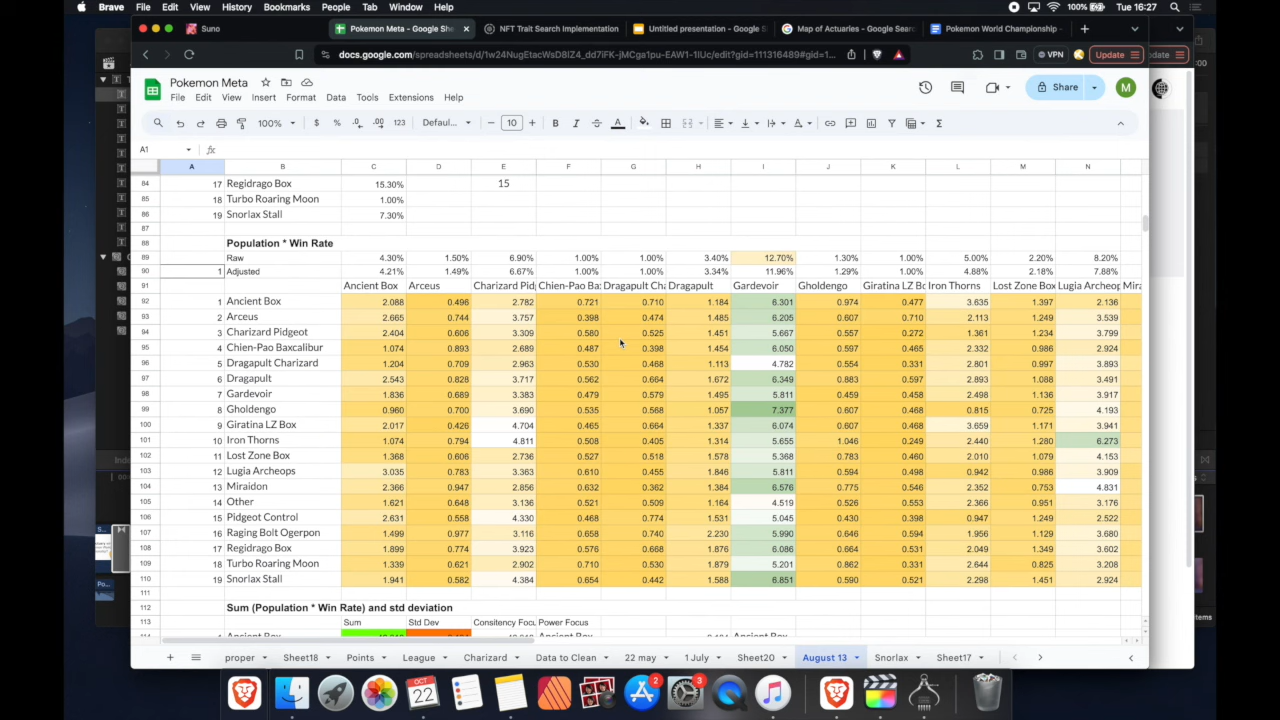 Brave File Edit View History Bookmarks People Tab Window Help 100% Tue 16:27
Suno Pokemon Meta - Google She NFT Trait Search Implementation Untitled presentation - Google S Map of Actuaries - Google Sear Pokemon World Championship -
VPN Update
Pokemon Meta
File Edit View Insert Format Data Tools Extensions Help
Share M
100% $ % .0 .00 123 Defaul... 10 B I A
A1 fx
A B C D E F G H I J K L M N
84 17 Regidrago Box 15.30% 15
85 18 Turbo Roaring Moon 1.00%
86 19 Snorlax Stall 7.30%
87
88 Population * Win Rate
89 Raw 4.30% 1.50% 6.90% 1.00% 1.00% 3.40% 12.70% 1.30% 1.00% 5.00% 2.20% 8.20%
90 1 Adjusted 4.21% 1.49% 6.67% 1.00% 1.00% 3.34% 11.96% 1.29% 1.00% 4.88% 2.18% 7.88%
91 Ancient Box Arceus Charizard Pid Chien-Pao Ba Dragapult Ch Dragapult Gardevoir Gholdengo Giratina LZ Bo Iron Thorns Lost Zone Box Lugia Archeop Mira
92 1 Ancient Box 2.088 0.496 2.782 0.721 0.710 1.184 6.301 0.974 0.477 3.635 1.397 2.136
93 2 Arceus 2.665 0.744 3.757 0.398 0.474 1.485 6.205 0.607 0.710 2.113 1.249 3.539
94 3 Charizard Pidgeot 2.404 0.606 3.309 0.580 0.525 1.451 5.667 0.557 0.272 1.361 1.234 3.799
95 4 Chien-Pao Baxcalibur 1.074 0.893 2.689 0.487 0.398 1.454 6.050 0.597 0.465 2.332 0.986 2.924
96 5 Dragapult Charizard 1.204 0.709 2.963 0.530 0.468 1.113 4.782 0.554 0.331 2.801 0.997 3.893
97 6 Dragapult 2.543 0.828 3.717 0.562 0.664 1.672 6.349 0.883 0.597 2.893 1.088 3.491
98 7 Gardevoir 1.836 0.689 3.383 0.479 0.579 1.495 5.811 0.459 0.458 2.498 1.136 3.917
99 8 Gholdengo 0.960 0.700 3.690 0.535 0.568 1.057 7.377 0.607 0.468 0.815 0.725 4.193
100 9 Giratina LZ Box 2.017 0.426 4.704 0.465 0.664 1.337 6.074 0.607 0.468 3.659 1.171 3.941
101 10 Iron Thorns 1.074 0.794 4.811 0.508 0.405 1.314 5.655 1.046 0.249 2.440 1.280 6.273
102 11 Lost Zone Box 1.368 0.606 2.736 0.527 0.518 1.578 5.368 0.783 0.460 2.010 1.079 4.153
103 12 Lugia Archeops 3.035 0.783 3.363 0.610 0.455 1.846 5.811 0.594 0.498 0.942 0.986 3.909
104 13 Miraidon 2.366 0.947 2.856 0.632 0.362 1.384 6.576 0.775 0.546 2.352 0.753 4.831
105 14 Other 1.621 0.648 3.136 0.521 0.509 1.164 4.519 0.526 0.553 2.366 0.951 3.176
106 15 Pidgeot Control 2.631 0.558 4.330 0.468 0.774 1.531 5.045 0.430 0.398 0.947 1.249 2.522
107 16 Raging Bolt Ogerpon 1.499 0.977 3.116 0.658 0.740 2.230 5.990 0.646 0.594 1.956 1.129 3.680
108 17 Regidrago Box 1.899 0.774 3.923 0.576 0.668 1.876 6.086 0.664 0.531 2.049 1.349 3.602
109 18 Turbo Roaring Moon 1.339 0.621 2.902 0.710 0.530 1.879 5.201 0.862 0.331 2.644 0.825 3.208
110 19 Snorlax Stall 1.941 0.582 4.384 0.654 0.442 1.588 6.851 0.590 0.521 2.298 1.451 2.924
111
112 Sum (Population * Win Rate) and std deviation
113 Sum Std Dev Consistency Focu Power Focus
proper Sheet18 Points League Charizard Data to Clean 22 may 1 July Sheet20 August 13 Snorlax Sheet17
OCT 22 2 3